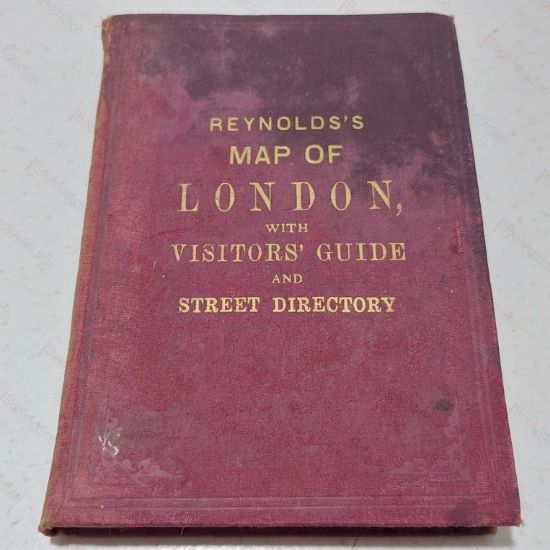 REYNOLDS'S
MAP OF
LONDON,
WITH
VISITORS' GUIDE
AND
STREET DIRECTORY